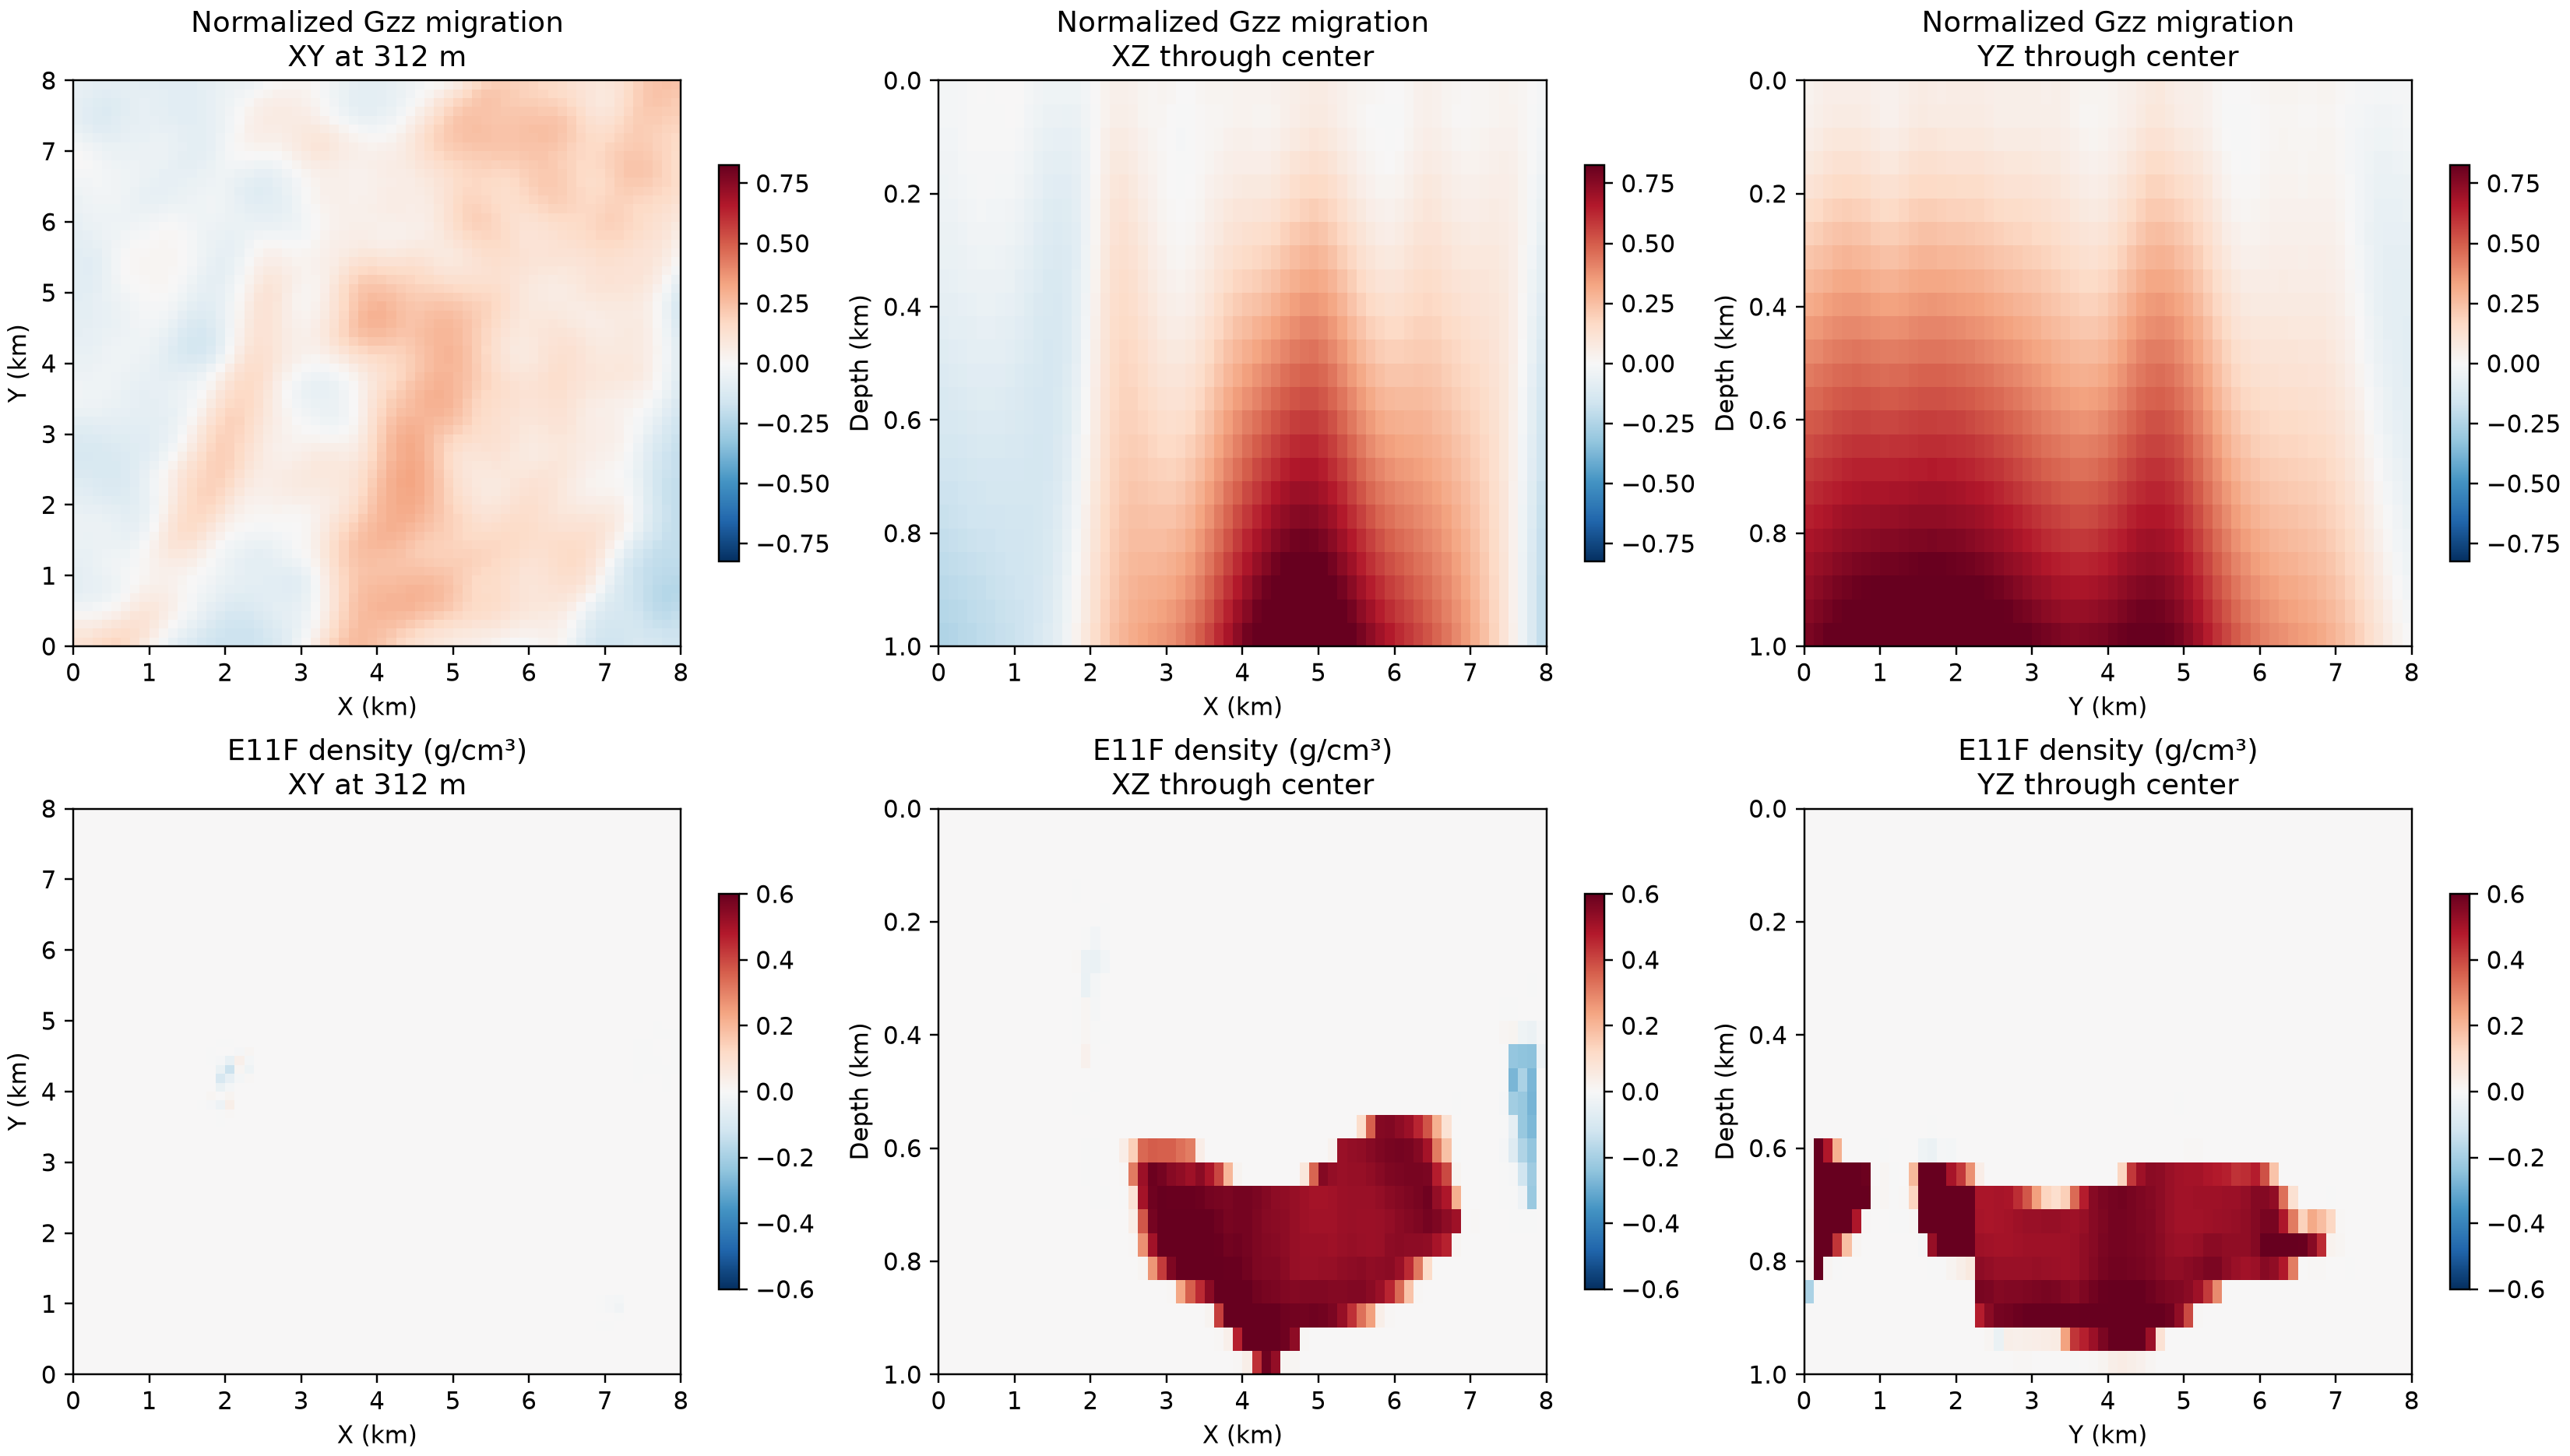 Normalized Gzz migration
XY at 312 m
Normalized Gzz migration
XZ through center
Normalized Gzz migration
YZ through center
8
7
6
5
4
3
2
1
0
Y (km)
0 1 2 3 4 5 6 7 8
X (km)
0.75
0.50
0.25
0.00
−0.25
−0.50
−0.75
0.0
0.2
0.4
0.6
0.8
1.0
Depth (km)
0 1 2 3 4 5 6 7 8
X (km)
0.75
0.50
0.25
0.00
−0.25
−0.50
−0.75
0.0
0.2
0.4
0.6
0.8
1.0
Depth (km)
0 1 2 3 4 5 6 7 8
Y (km)
0.75
0.50
0.25
0.00
−0.25
−0.50
−0.75
E11F density (g/cm³)
XY at 312 m
E11F density (g/cm³)
XZ through center
E11F density (g/cm³)
YZ through center
8
7
6
5
4
3
2
1
0
Y (km)
0 1 2 3 4 5 6 7 8
X (km)
0.6
0.4
0.2
0.0
−0.2
−0.4
−0.6
0.0
0.2
0.4
0.6
0.8
1.0
Depth (km)
0 1 2 3 4 5 6 7 8
X (km)
0.6
0.4
0.2
0.0
−0.2
−0.4
−0.6
0.0
0.2
0.4
0.6
0.8
1.0
Depth (km)
0 1 2 3 4 5 6 7 8
Y (km)
0.6
0.4
0.2
0.0
−0.2
−0.4
−0.6